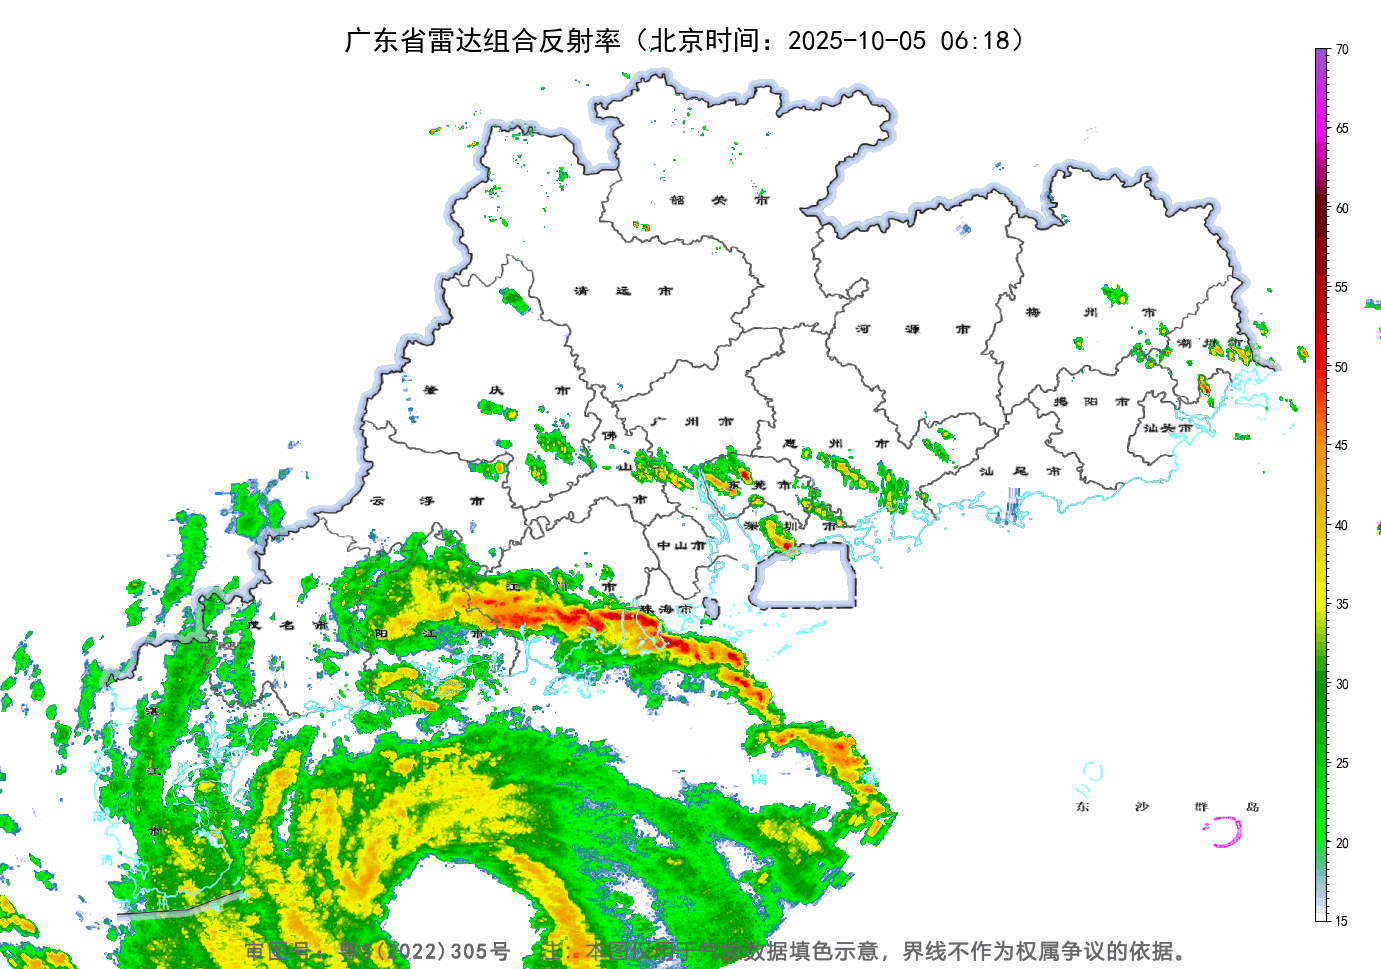 广东省雷达组合反射率（北京时间：2025-10-05 06:18）
70
65
60
55
50
45
40
35
30
25
20
15
韶关市
清远市
河源市
梅州市
潮州市
肇庆市
广州市
惠州市
揭阳市
汕头市
佛山市
汕尾市
云浮市
东莞市
深圳市
中山市
江门市
珠海市
茂名市
阳江市
湛江市
南海
东沙群岛
审图号：粤S(2022)305号 注：本图仅用于气象数据填色示意，界线不作为权属争议的依据。